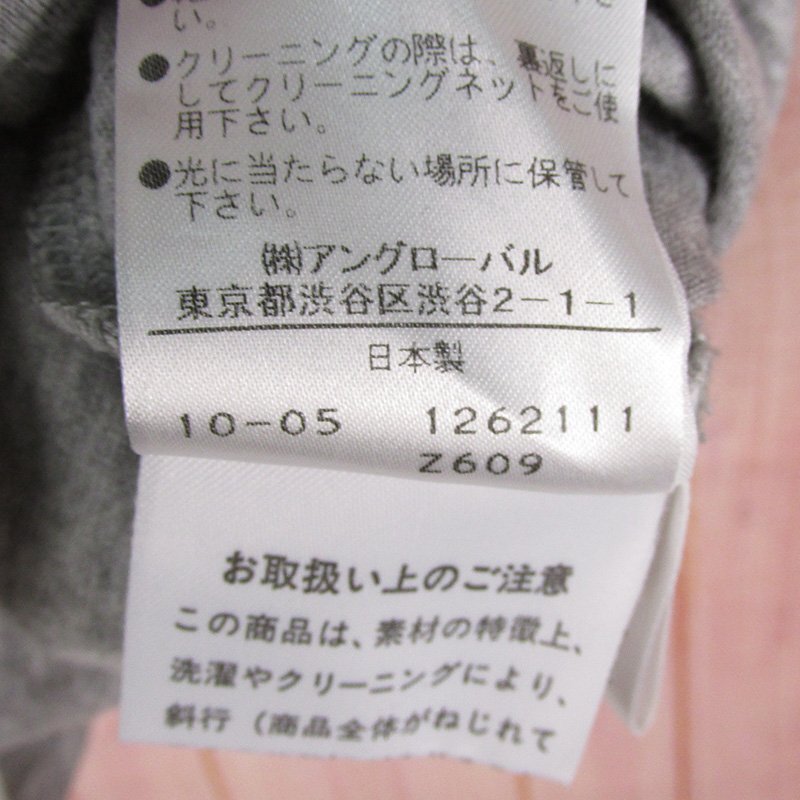 い。
●クリーニングの際は、裏返しに
してクリーニングネットをご使
用下さい。
●光に当たらない場所に保管して
下さい。
㈱アングローバル
東京都渋谷区渋谷2-1-1
日本製
10-05 1262111
Z609
お取扱い上のご注意
この商品は、素材の特徴上、
洗濯やクリーニングにより、
斜行(商品全体がねじれて